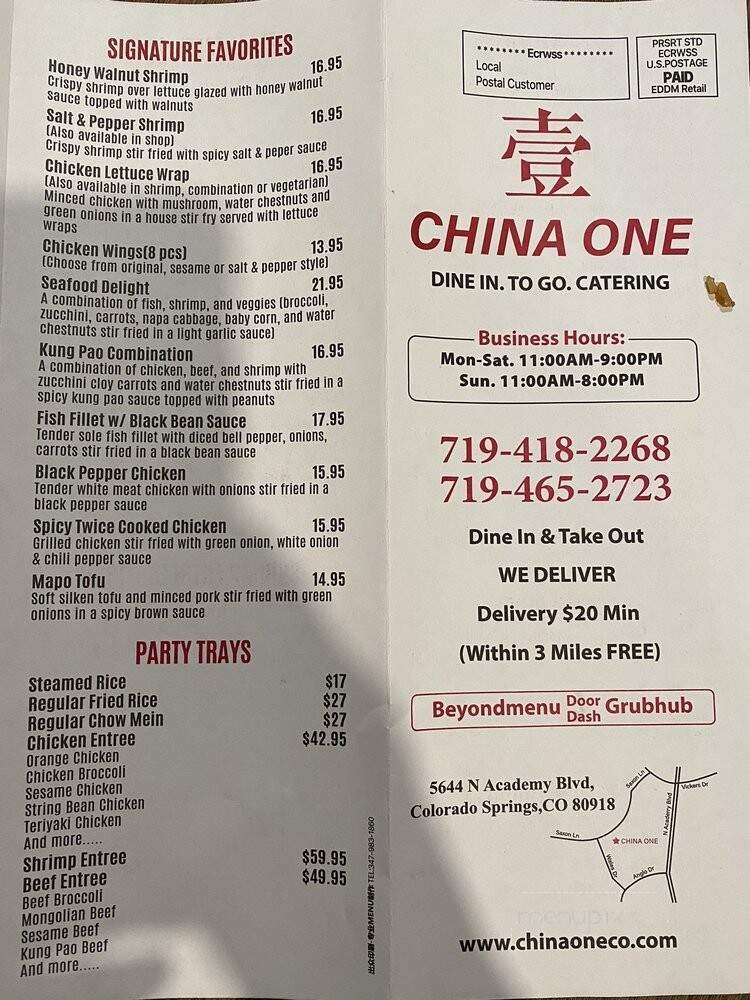 SIGNATURE FAVORITES
Honey Walnut Shrimp 16.95
Crispy shrimp over lettuce glazed with honey walnut
sauce topped with walnuts
Salt & Pepper Shrimp 16.95
(Also available in shop)
Crispy shrimp stir fried with spicy salt & peper sauce
Chicken Lettuce Wrap 16.95
(Also available in shrimp, combination or vegetarian)
Minced chicken with mushroom, water chestnuts and
green onions in a house stir fry served with lettuce
wraps
Chicken Wings(8 pcs) 13.95
(Choose from original, sesame or salt & pepper style)
Seafood Delight 21.95
A combination of fish, shrimp, and veggies (broccoli,
zucchini, carrots, napa cabbage, baby corn, and water
chestnuts stir fried in a light garlic sauce)
Kung Pao Combination 16.95
A combination of chicken, beef, and shrimp with
zucchini cloy carrots and water chestnuts stir fried in a
spicy kung pao sauce topped with peanuts
Fish Fillet w/ Black Bean Sauce 17.95
Tender sole fish fillet with diced bell pepper, onions,
carrots stir fried in a black bean sauce
Black Pepper Chicken 15.95
Tender white meat chicken with onions stir fried in a
black pepper sauce
Spicy Twice Cooked Chicken 15.95
Grilled chicken stir fried with green onion, white onion
& chili pepper sauce
Mapo Tofu 14.95
Soft silken tofu and minced pork stir fried with green
onions in a spicy brown sauce
PARTY TRAYS
Steamed Rice $17
Regular Fried Rice $27
Regular Chow Mein $27
Chicken Entree $42.95
Orange Chicken
Chicken Broccoli
Sesame Chicken
String Bean Chicken
Teriyaki Chicken
And more.....
Shrimp Entree $59.95
Beef Entree $49.95
Beef Broccoli
Mongolian Beef
Sesame Beef
Kung Pao Beef
And more.....
TEL:347-983-1860
******** Ecrwss ********
Local
Postal Customer
PRSRT STD
ECRWSS
U.S.POSTAGE
PAID
EDDM Retail
壹
CHINA ONE
DINE IN. TO GO. CATERING
Business Hours:
Mon-Sat. 11:00AM-9:00PM
Sun. 11:00AM-8:00PM
719-418-2268
719-465-2723
Dine In & Take Out
WE DELIVER
Delivery $20 Min
(Within 3 Miles FREE)
Beyondmenu Door Dash Grubhub
5644 N Academy Blvd,
Colorado Springs,CO 80918
Saxon Ln
Vickers Dr
N Academy Blvd
Saxon Ln
★ CHINA ONE
Angle Dr
www.chinaoneco.com